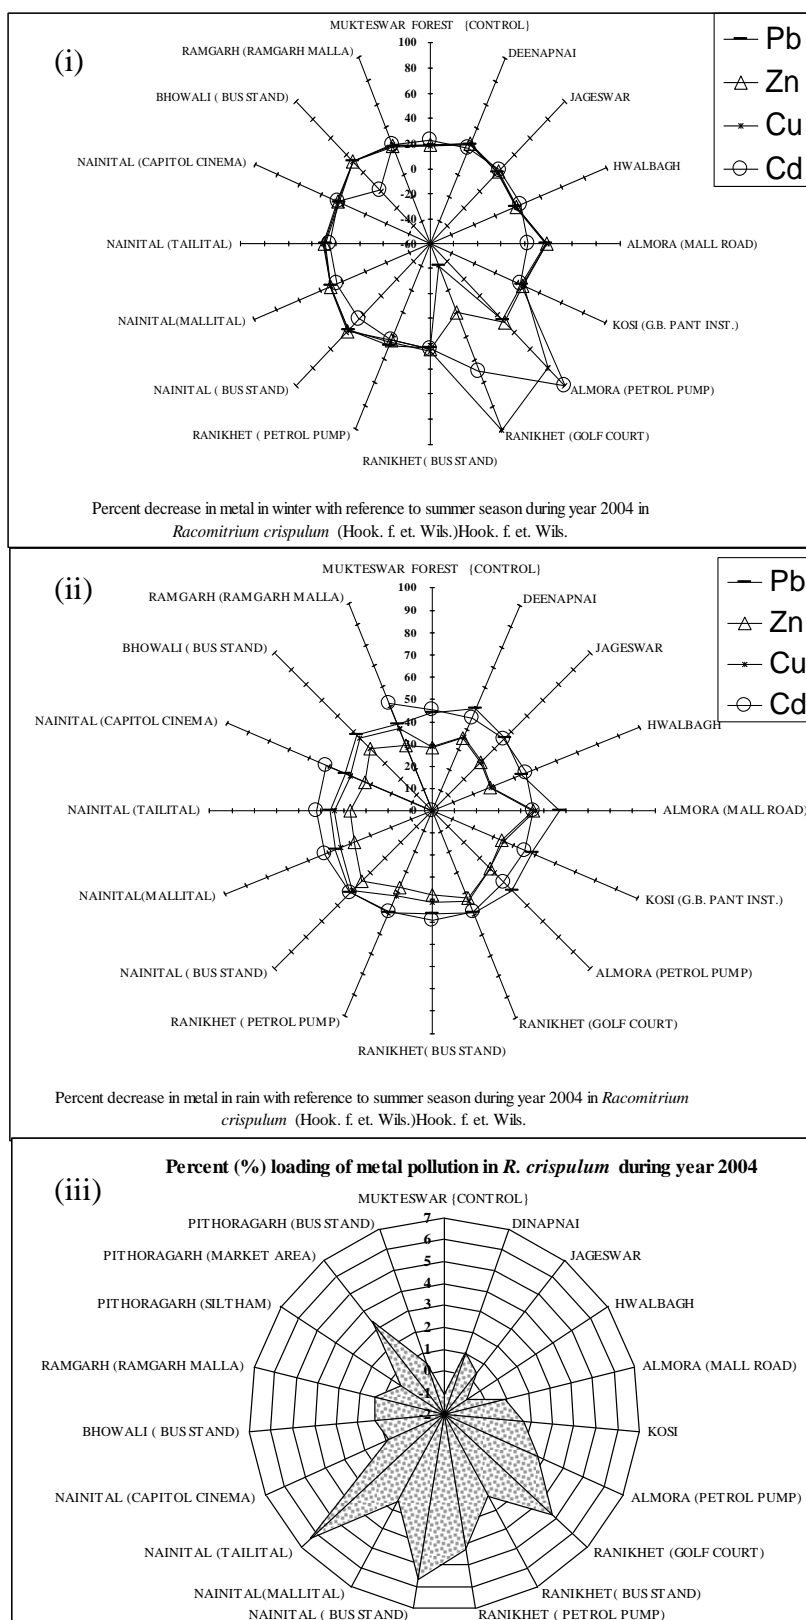 (i)
MUKTESWAR FOREST {CONTROL}
RAMGARH (RAMGARH MALLA)
DEENAPNAI
BHOWALI ( BUS STAND)
JAGESWAR
NAINITAL (CAPITOL CINEMA)
HWALBAGH
NAINITAL (TAILITAL)
ALMORA (MALL ROAD)
NAINITAL(MALLITAL)
KOSI (G.B. PANT INST.)
NAINITAL ( BUS STAND)
ALMORA (PETROL PUMP)
RANIKHET ( PETROL PUMP)
RANIKHET (GOLF COURT)
RANIKHET( BUS STAND)
100
80
60
40
20
0
-20
-40
-60
Pb
Zn
Cu
Cd
Percent decrease in metal in winter with reference to summer season during year 2004 in
Racomitrium crispulum (Hook. f. et. Wils.)Hook. f. et. Wils.
(ii)
MUKTESWAR FOREST {CONTROL}
RAMGARH (RAMGARH MALLA)
DEENAPNAI
BHOWALI ( BUS STAND)
JAGESWAR
NAINITAL (CAPITOL CINEMA)
HWALBAGH
NAINITAL (TAILITAL)
ALMORA (MALL ROAD)
NAINITAL(MALLITAL)
KOSI (G.B. PANT INST.)
NAINITAL ( BUS STAND)
ALMORA (PETROL PUMP)
RANIKHET ( PETROL PUMP)
RANIKHET (GOLF COURT)
RANIKHET( BUS STAND)
100
90
80
70
60
50
40
30
20
10
0
Pb
Zn
Cu
Cd
Percent decrease in metal in rain with reference to summer season during year 2004 in Racomitrium
crispulum (Hook. f. et. Wils.)Hook. f. et. Wils.
(iii)
Percent (%) loading of metal pollution in R. crispulum during year 2004
MUKTESWAR {CONTROL}
PITHORAGARH (BUS STAND)
DINAPNAI
PITHORAGARH (MARKET AREA)
JAGESWAR
PITHORAGARH (SILTHAM)
HWALBAGH
RAMGARH (RAMGARH MALLA)
ALMORA (MALL ROAD)
BHOWALI ( BUS STAND)
KOSI
NAINITAL (CAPITOL CINEMA)
ALMORA (PETROL PUMP)
NAINITAL (TAILITAL)
RANIKHET (GOLF COURT)
NAINITAL(MALLITAL)
RANIKHET( BUS STAND)
NAINITAL ( BUS STAND)
RANIKHET ( PETROL PUMP)
7
6
5
4
3
2
1
0
-1
-2